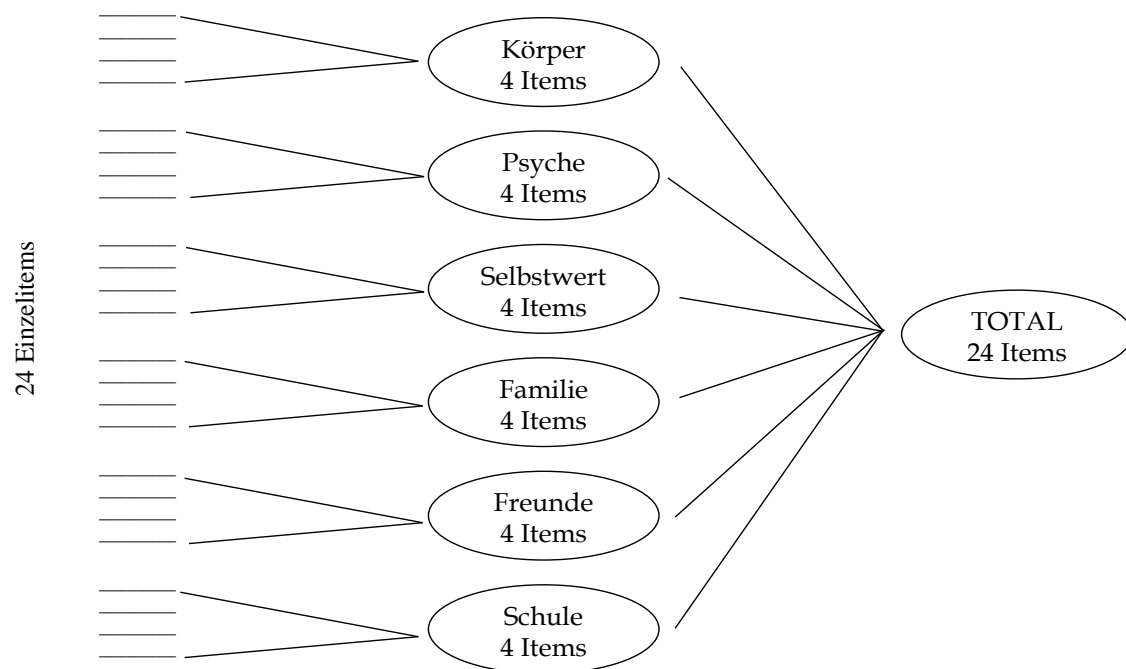 24 Einzelitems
Körper
4 Items
Psyche
4 Items
Selbstwert
4 Items
Familie
4 Items
Freunde
4 Items
Schule
4 Items
TOTAL
24 Items